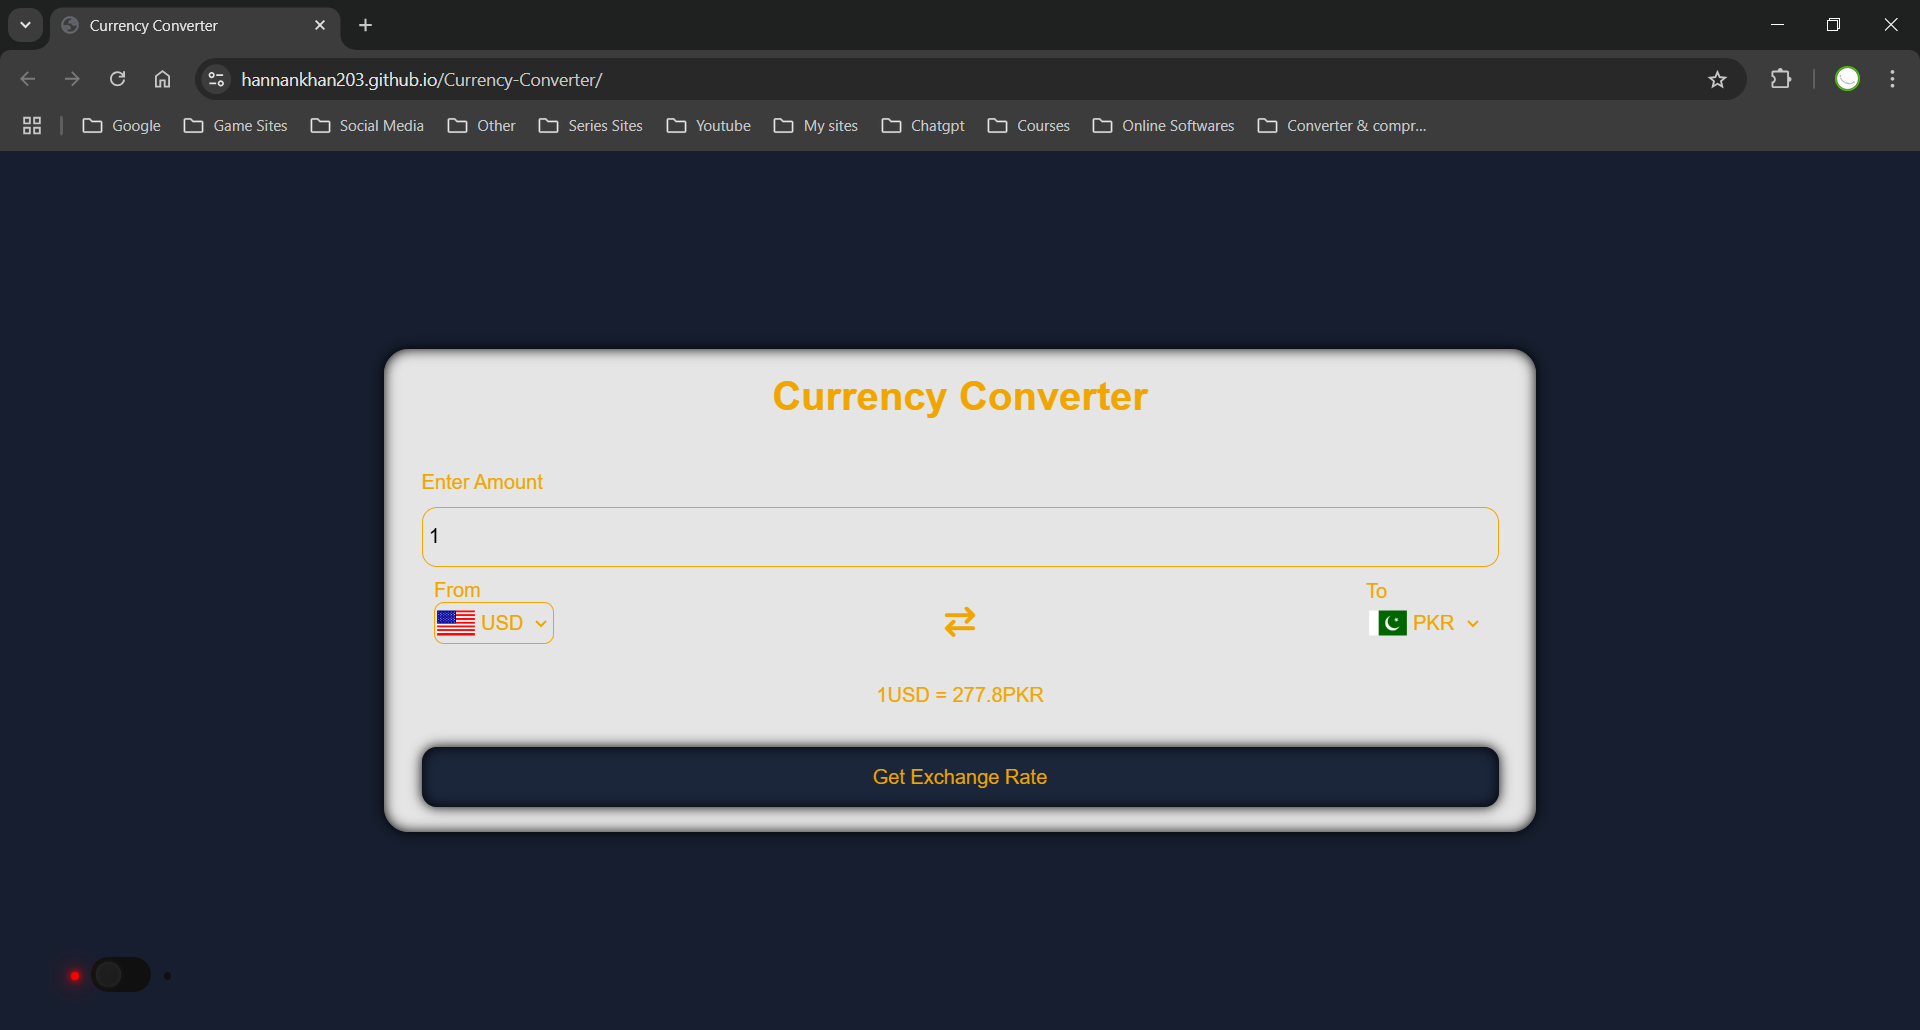 Currency Converter
hannankhan203.github.io/Currency-Converter/
Google Game Sites Social Media Other Series Sites Youtube My sites Chatgpt Courses Online Softwares Converter & compr...
Currency Converter
Enter Amount
1
From To
USD PKR
1USD = 277.8PKR
Get Exchange Rate